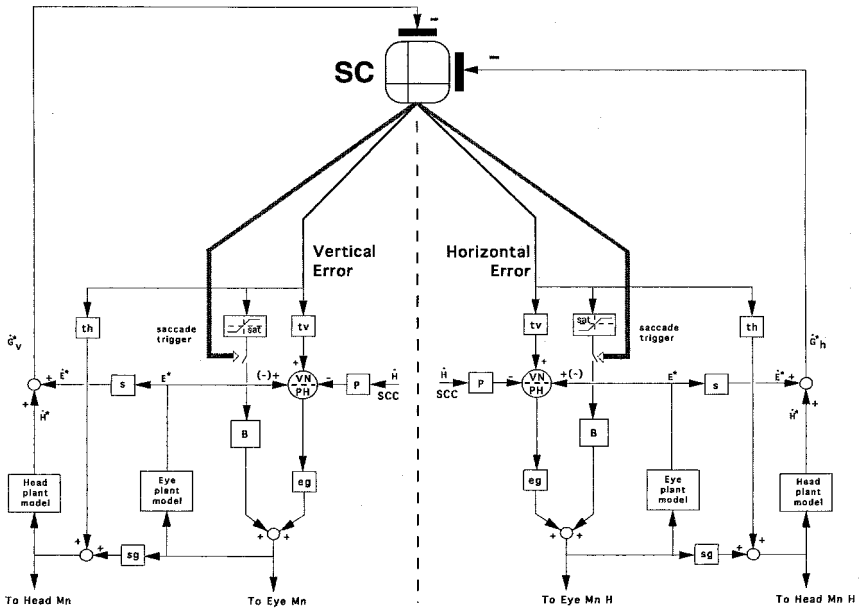 SC
-
-
Vertical
Error
Horizontal
Error
th
sat
tv
saccade
trigger
tv
sat
saccade
trigger
th
Ġ*
v
Ġ*
h
+
Ė*
s
E*
(-)+
+
VN
PH
-
P
Ḣ
SCC
Ḣ
SCC
P
-
+
VN
PH
+(-)
E*
s
Ė*
+
+
Ḣ*
Ḣ*
+
B
B
eg
eg
Head
plant
model
Eye
plant
model
Eye
plant
model
Head
plant
model
+
+
sg
+
+
+
+
sg
+
+
To Head Mn
To Eye Mn
To Eye Mn H
To Head Mn H